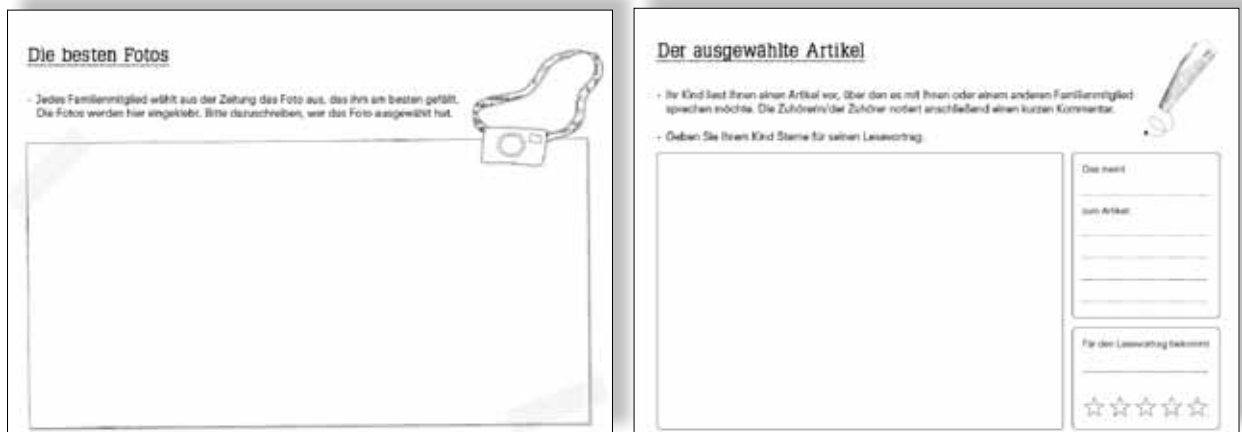 Die besten Fotos
- Jedes Familienmitglied wählt aus der Zeitung das Foto aus, das ihm am besten gefällt.
Die Fotos werden hier eingeklebt. Bitte dazuschreiben, wer das Foto ausgewählt hat.
Der ausgewählte Artikel
- Ihr Kind liest Ihnen einen Artikel vor, über den es mit Ihnen oder einem anderen Familienmitglied
sprechen möchte. Die Zuhörerin/der Zuhörer notiert anschließend einen kurzen Kommentar.
- Geben Sie Ihrem Kind Sterne für seinen Lesevortrag.
Das meint
zum Artikel:
Für den Lesevortrag bekommt